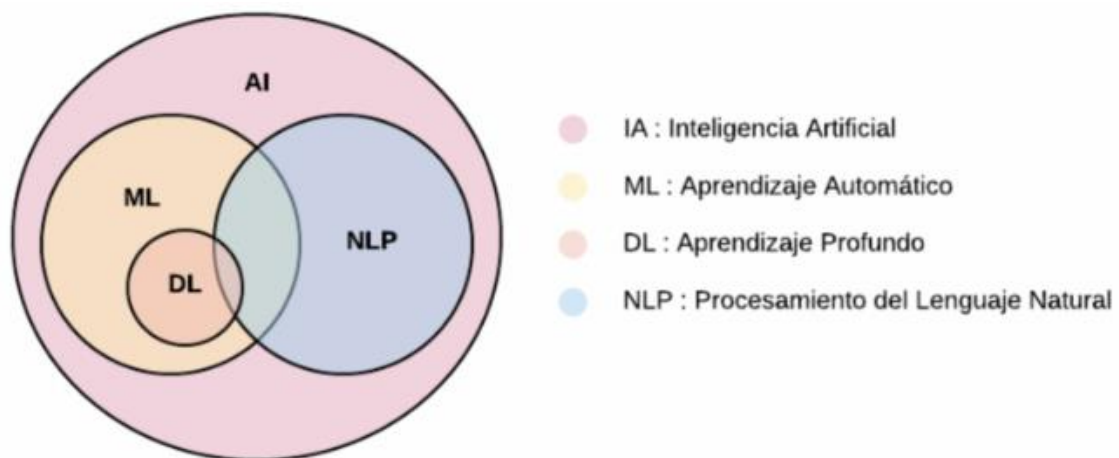 AI
ML
NLP
DL
IA : Inteligencia Artificial
ML : Aprendizaje Automático
DL : Aprendizaje Profundo
NLP : Procesamiento del Lenguaje Natural